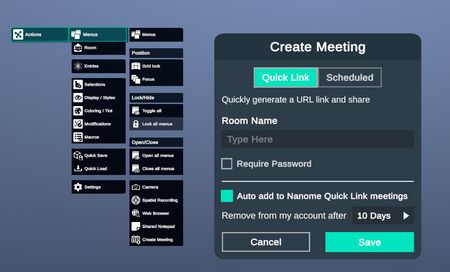 Actions
Menus
Room
Entries
Selections
Display / Styles
Coloring / Tint
Modifications
Macros
Quick Save
Quick Load
Settings
Menus
Position
Grid lock
Focus
Lock/Hide
Toggle all
Lock all menus
Open/Close
Open all menus
Close all menus
Camera
Spatial Recording
Web Browser
Shared Notepad
Create Meeting
Create Meeting
Quick Link Scheduled
Quickly generate a URL link and share
Room Name
Type Here
Require Password
Auto add to Nanome Quick Link meetings
Remove from my account after 10 Days
Cancel Save